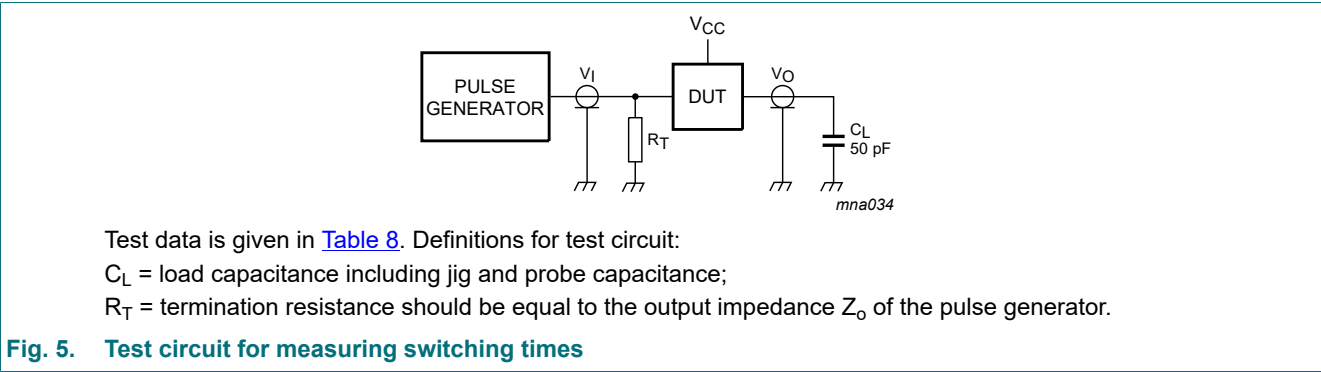 VCC
PULSE
GENERATOR
VI
DUT
VO
RT
CL
50 pF
mna034
Test data is given in Table 8. Definitions for test circuit:
CL = load capacitance including jig and probe capacitance;
RT = termination resistance should be equal to the output impedance Zo of the pulse generator.
Fig. 5. Test circuit for measuring switching times